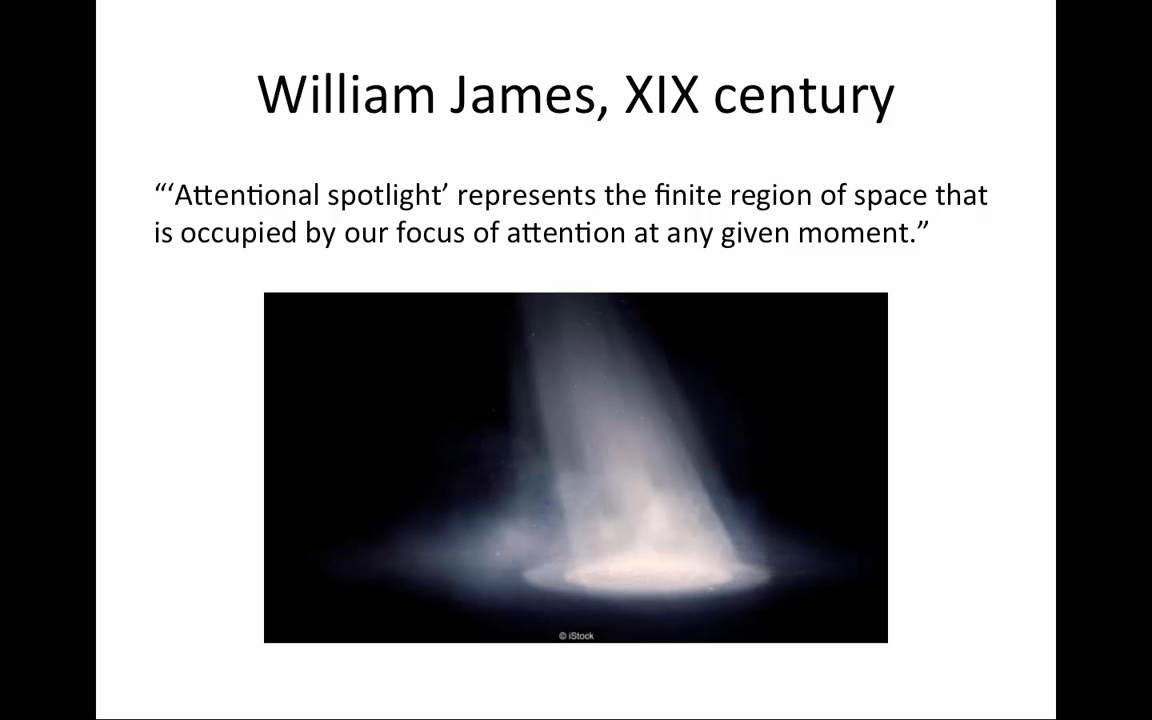 William James, XIX century
“‘Attentional spotlight’ represents the finite region of space that
is occupied by our focus of attention at any given moment.”
© iStock